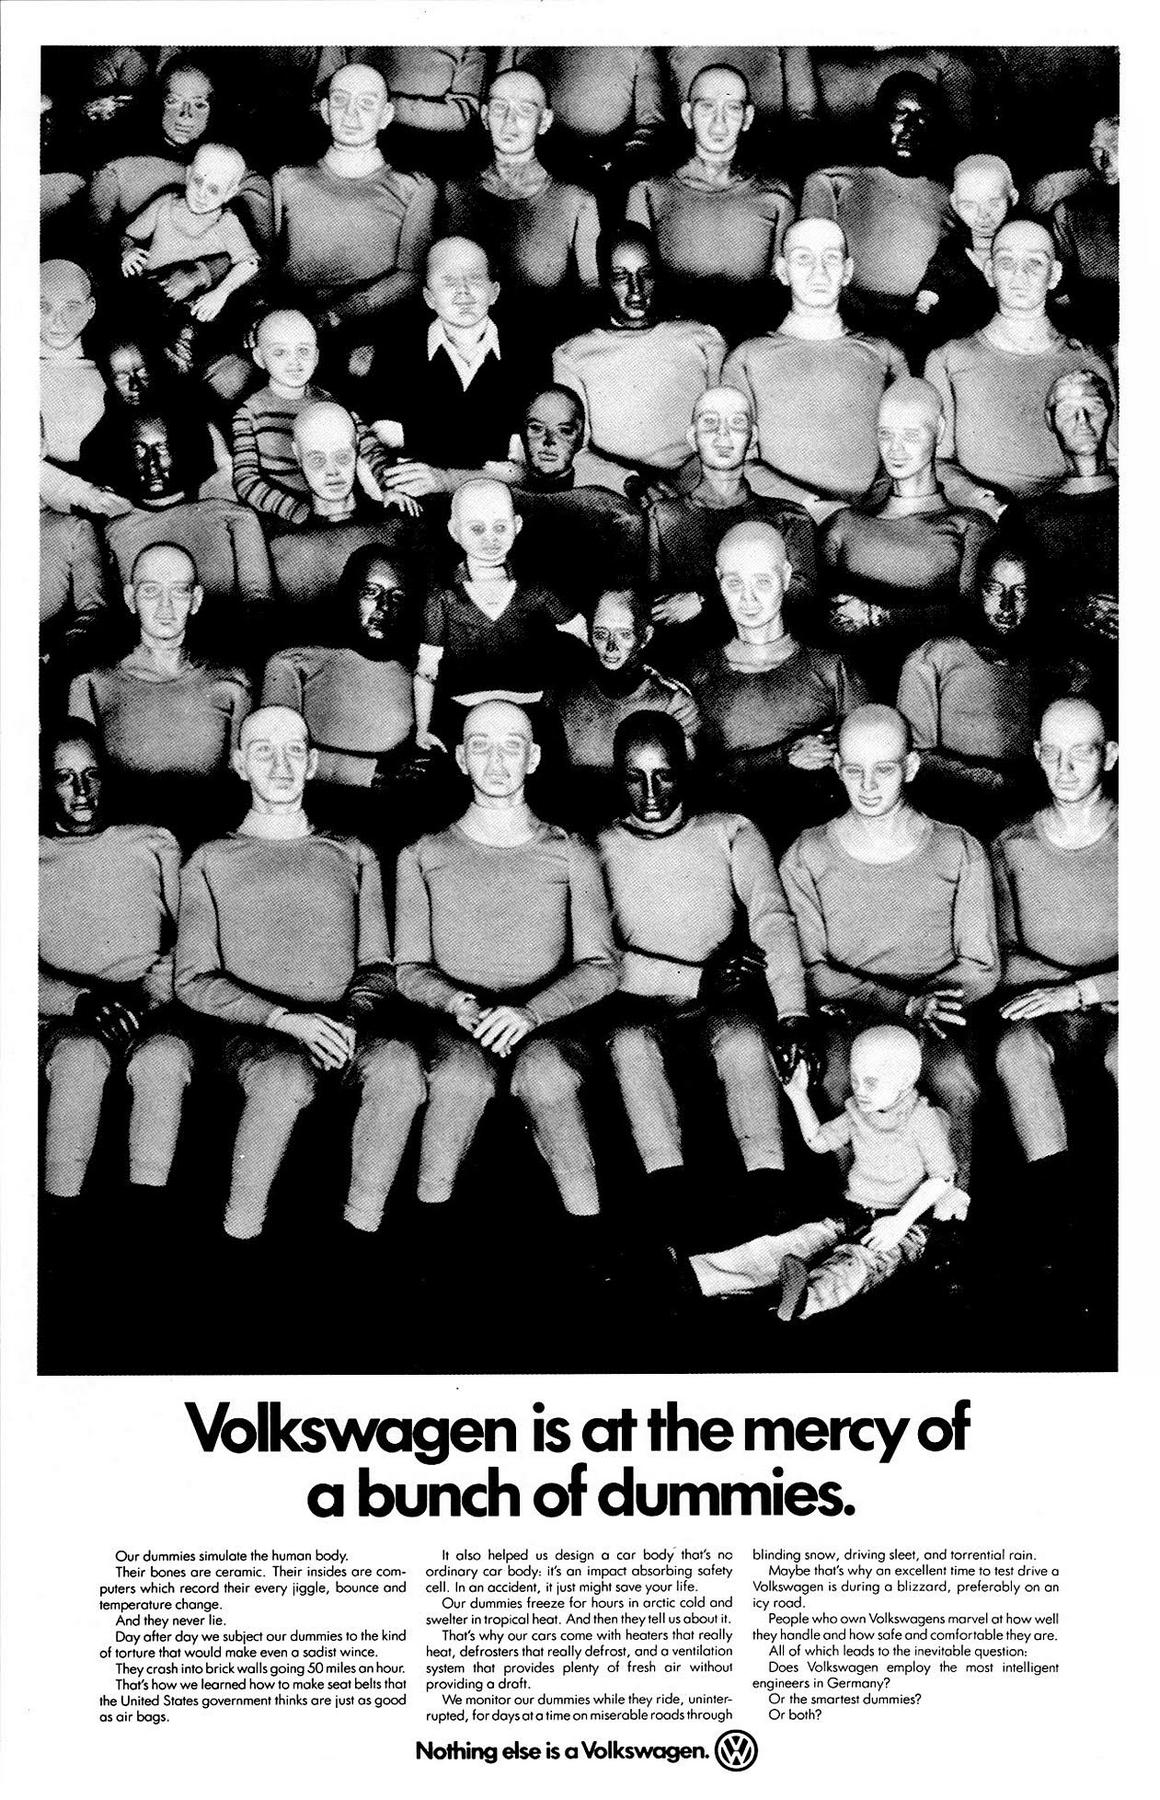 Volkswagen is at the mercy of
a bunch of dummies.
Our dummies simulate the human body.
Their bones are ceramic. Their insides are com-
puters which record their every jiggle, bounce and
temperature change.
And they never lie.
Day after day we subject our dummies to the kind
of torture that would make even a sadist wince.
They crash into brick walls going 50 miles an hour.
That's how we learned how to make seat belts that
the United States government thinks are just as good
as air bags.
It also helped us design a car body that's no
ordinary car body: it's an impact absorbing safety
cell. In an accident, it just might save your life.
Our dummies freeze for hours in arctic cold and
swelter in tropical heat. And then they tell us about it.
That's why our cars come with heaters that really
heat, defrosters that really defrost, and a ventilation
system that provides plenty of fresh air without
providing a draft.
We monitor our dummies while they ride, uninter-
rupted, for days at a time on miserable roads through
blinding snow, driving sleet, and torrential rain.
Maybe that's why an excellent time to test drive a
Volkswagen is during a blizzard, preferably on an
icy road.
People who own Volkswagens marvel at how well
they handle and how safe and comfortable they are.
All of which leads to the inevitable question:
Does Volkswagen employ the most intelligent
engineers in Germany?
Or the smartest dummies?
Or both?
Nothing else is a Volkswagen. VW